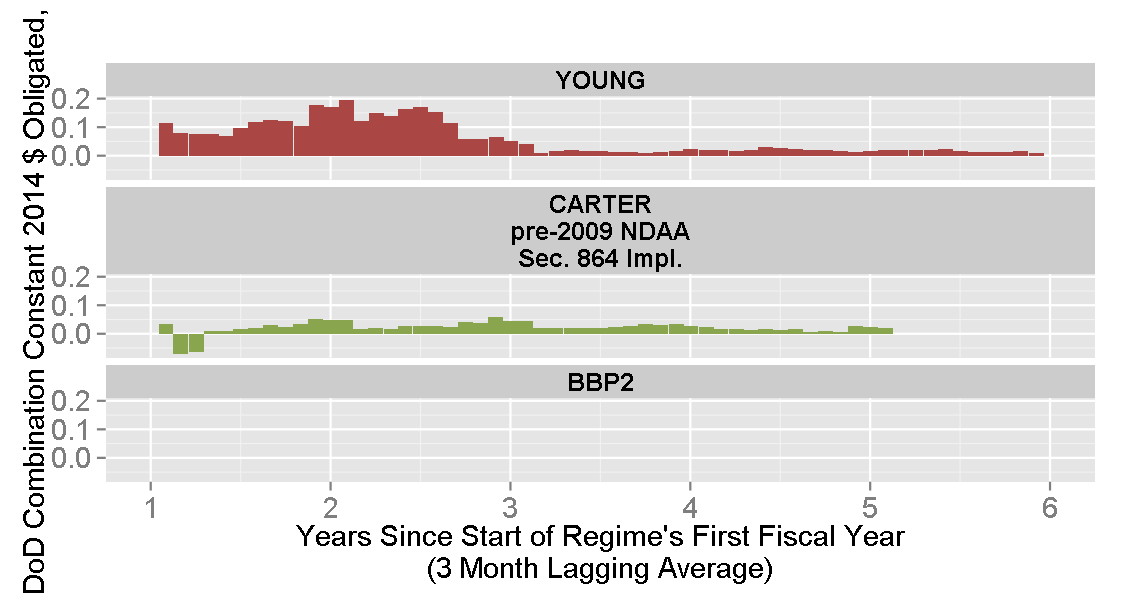 DoD Combination Constant 2014 $ Obligated,
YOUNG
0.2
0.1
0.0
CARTER
pre-2009 NDAA
Sec. 864 Impl.
0.2
0.1
0.0
BBP2
0.2
0.1
0.0
1 2 3 4 5 6
Years Since Start of Regime's First Fiscal Year
(3 Month Lagging Average)